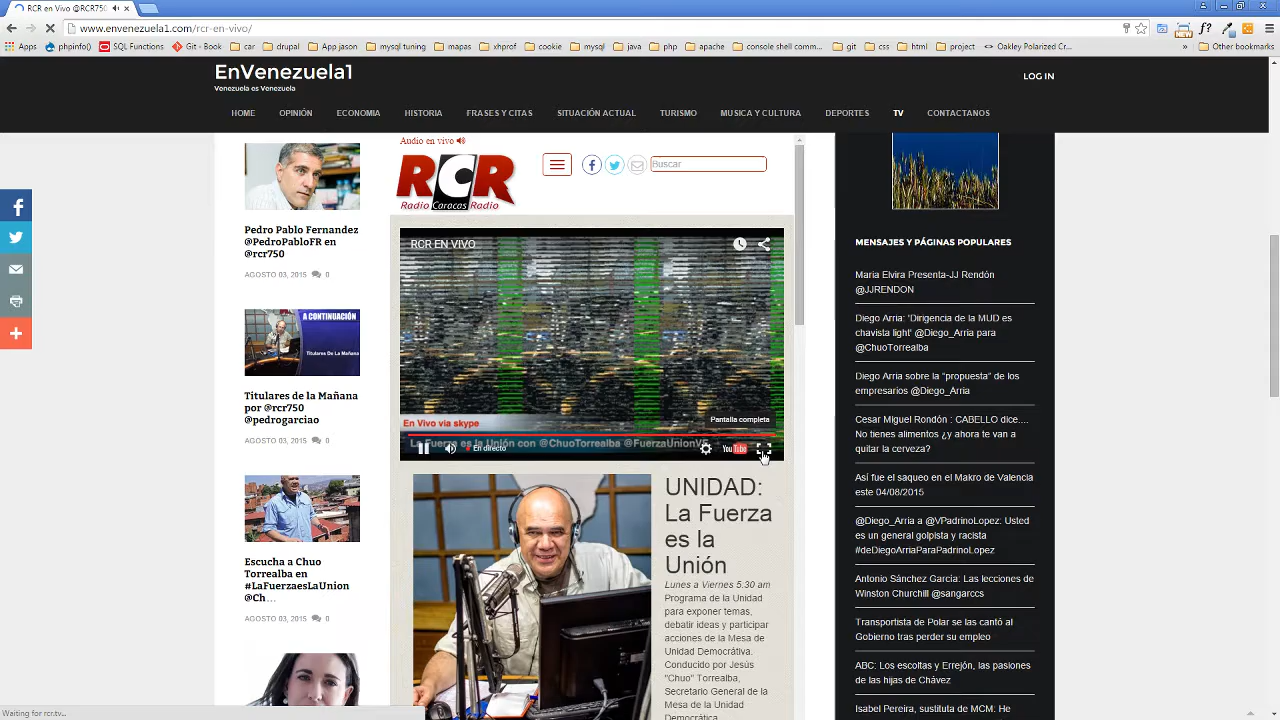 RCR En Vivo @RCR750
www.envenezuela1.com/rcr-en-vivo/
Apps
phpinfo()
SQL Functions
Git - Book
car
drupal
App jason
mysql tuning
mapas
xhprof
cookie
mysql
java
php
apache
console shell comm...
git
css
html
project
Oakley Polarized Cr...
»
Other bookmarks
EnVenezuela1
Venezuela es Venezuela
LOG IN
HOME
OPINIÓN
ECONOMIA
HISTORIA
FRASES Y CITAS
SITUACIÓN ACTUAL
TURISMO
MUSICA Y CULTURA
DEPORTES
TV
CONTACTANOS
Pedro Pablo Fernandez
@PedroPabloFR en
@rcr750
AGOSTO 03, 2015 0
A CONTINUACIÓN
Titulares De La Mañana
Titulares de Mañana
por @rcr750
@pedrogarciao
AGOSTO 03, 2015 0
Escucha a Chuo
Torrealba en
#LaFuerzaesLaUnion
@Ch...
AGOSTO 03, 2015 0
Audio en vivo
RCR
Radio Caracas Radio
Buscar
RCR EN VIVO
Pantalla completa
En Vivo via skype
La Fuerza es la Unión con @ChuoTorrealba @FuerzaUnionVE
En directo
YouTube
UNIDAD:
La Fuerza
es la
Unión
Lunes a Viernes 5:30 am
Programa de la Unidad
para exponer temas,
debatir ideas y participar
acciones de la Mesa de
Unidad Democrátiva.
Conducido por Jesús
"Chuo" Torrealba,
Secretario General de la
Mesa de la Unidad
Democrática
MENSAJES Y PÁGINAS POPULARES
Maria Elvira Presenta-JJ Rendón
@JJRENDON
Diego Arria: 'Dirigencia de la MUD es
chavista light' @Diego_Arria para
@ChuoTorrealba
Diego Arria sobre la "propuesta" de los
empresarios @Diego_Arria
Cesar Miguel Rondón : CABELLO dice....
No tienes alimentos ¿y ahora te van a
quitar la cerveza?
Así fue el saqueo en el Makro de Valencia
este 04/08/2015
@Diego_Arria a @VPadrinoLopez: Usted
es un general golpista y racista
#deDiegoArriaParaPadrinoLopez
Antonio Sánchez García: Las lecciones de
Winston Churchill @sangarccs
Transportista de Polar se las cantó al
Gobierno tras perder su empleo
ABC: Los escoltas y Errejón, las pasiones
de las hijas de Chávez
Isabel Pereira, sustituta de MCM: He
Waiting for rcr.tv...